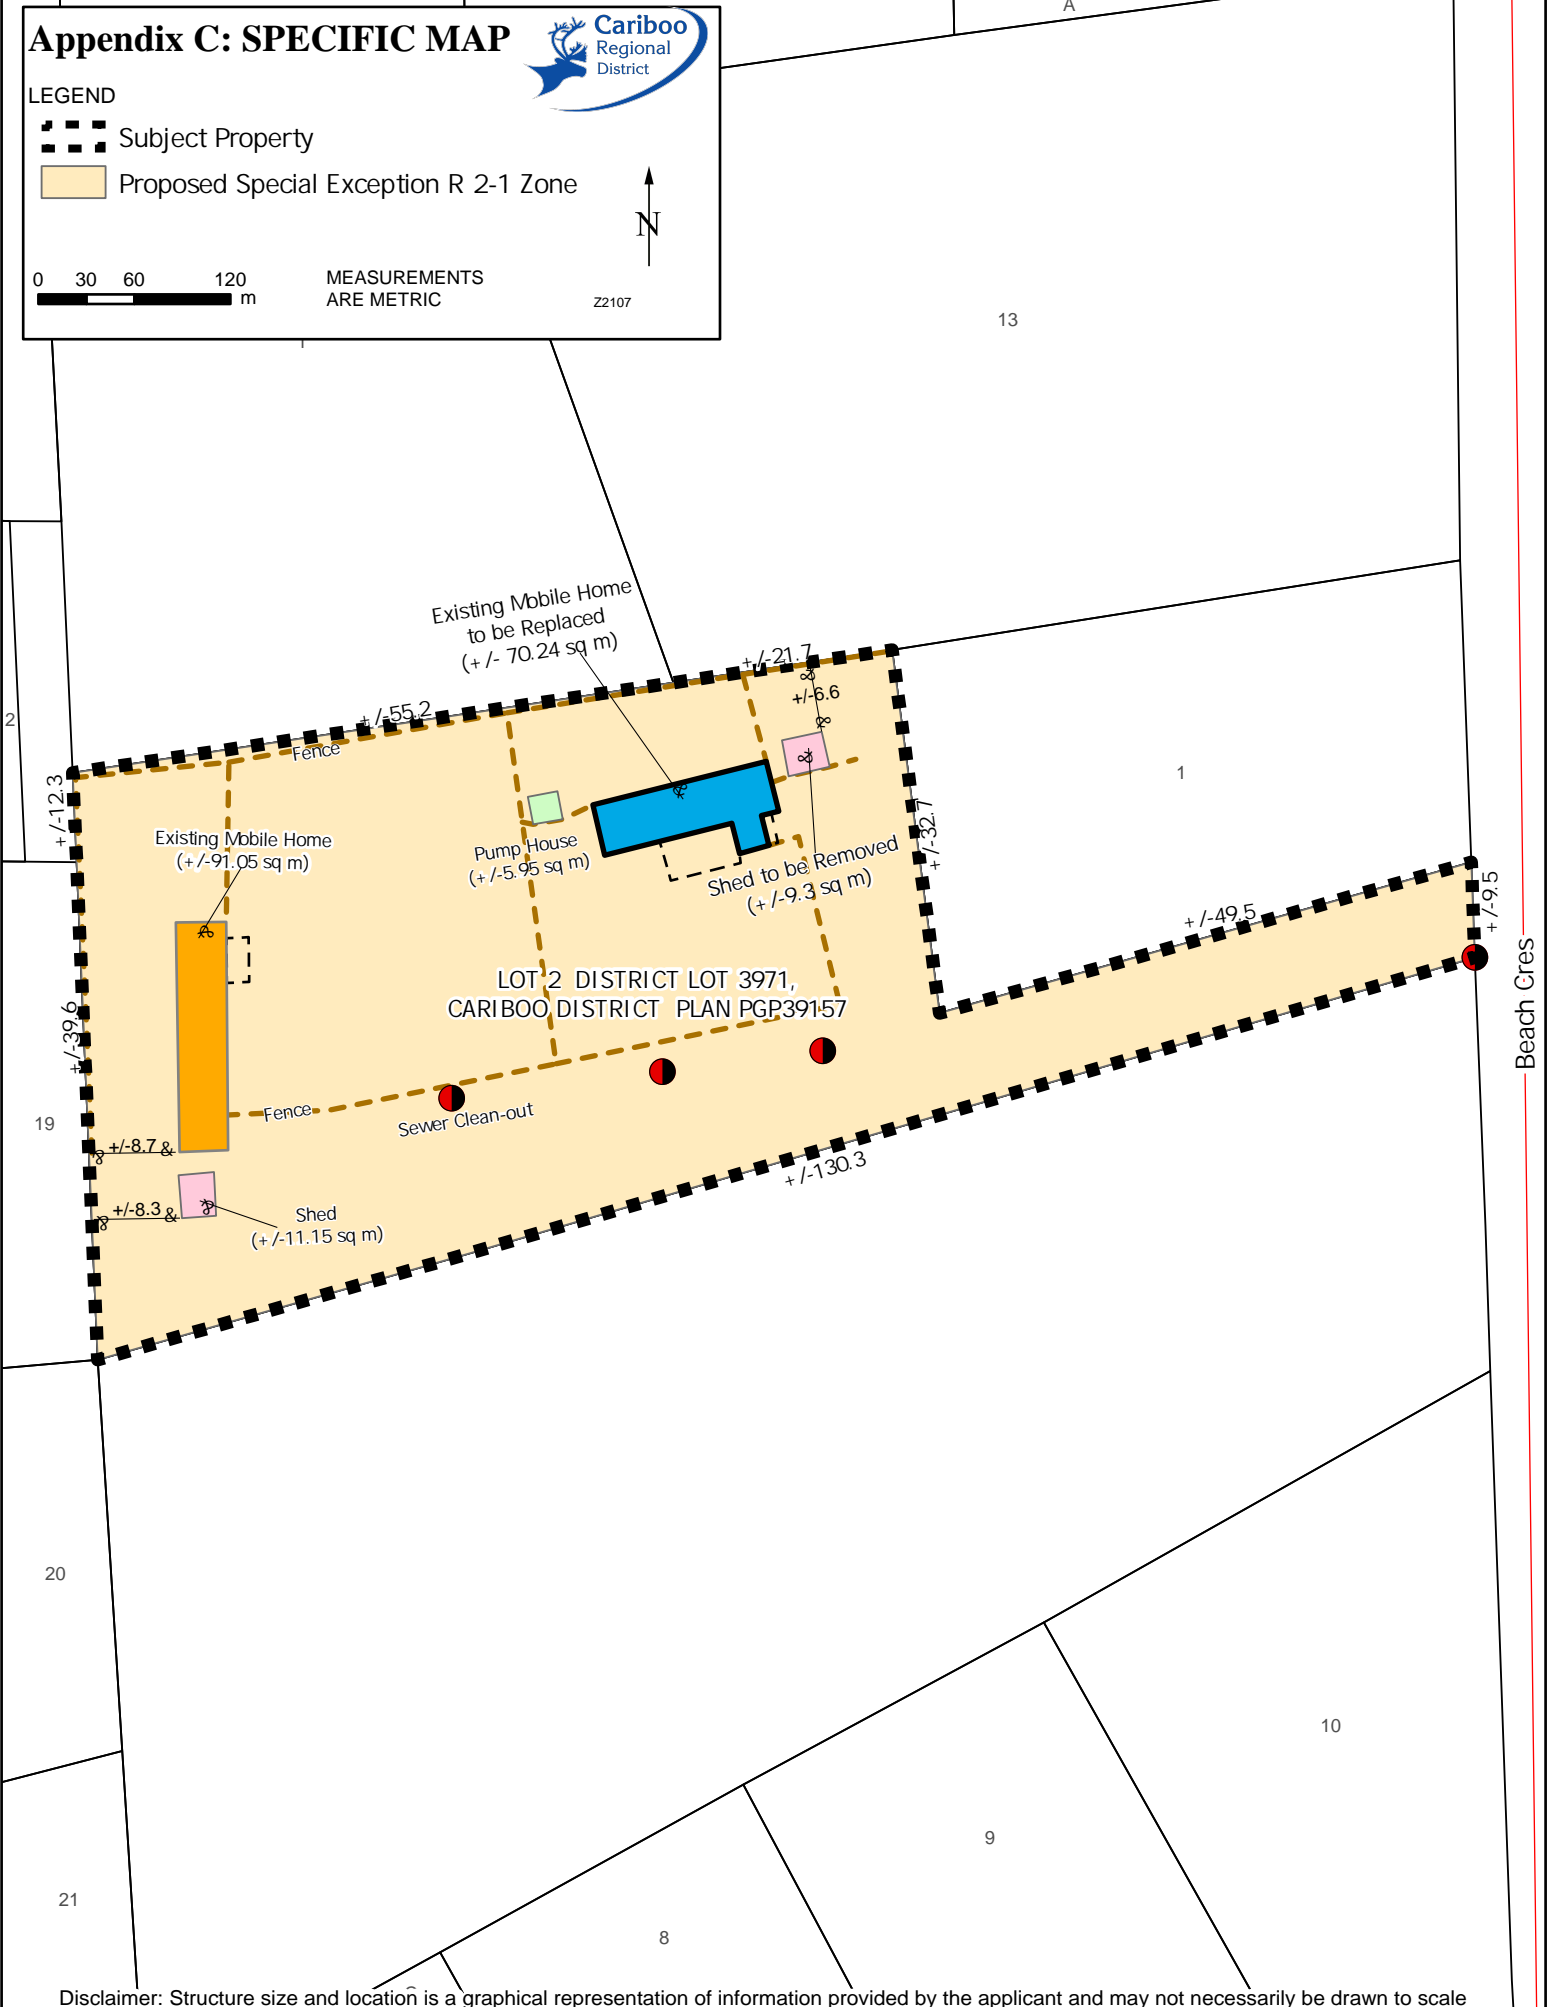 Appendix C: SPECIFIC MAP
Cariboo
Regional
District
LEGEND
Subject Property
Proposed Special Exception R 2-1 Zone
N
0 30 60 120
m
MEASUREMENTS
ARE METRIC
Z2107
A
13
Existing Mobile Home
to be Replaced
(+/- 70.24 sq m)
+/-21.7
+/-6.6
+/-55.2
Fence
2
1
+/-12.3
Existing Mobile Home
(+/-91.05 sq m)
Pump House
(+/-5.95 sq m)
Shed to be Removed
(+/-9.3 sq m)
+/-32.7
+/-49.5
+/-9.5
Beach Cres
LOT 2 DISTRICT LOT 3971,
CARIBOO DISTRICT PLAN PGP39157
+/-39.6
19
Fence
Sewer Clean-out
+/-8.7
+/-130.3
+/-8.3
Shed
(+/-11.15 sq m)
20
10
9
21
8
Disclaimer: Structure size and location is a graphical representation of information provided by the applicant and may not necessarily be drawn to scale